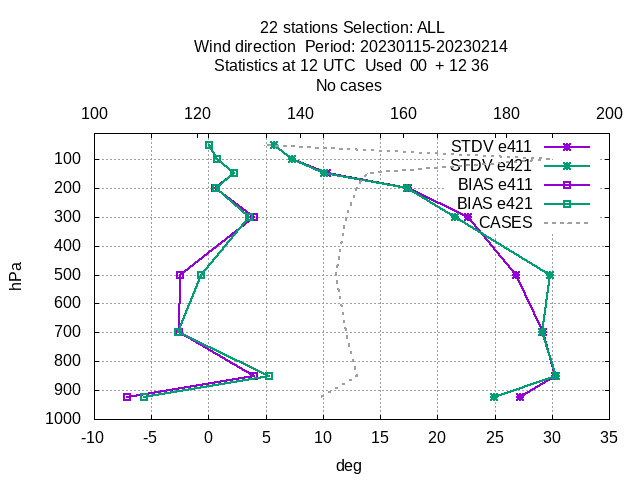 22 stations Selection: ALL
Wind direction  Period: 20230115-20230214
Statistics at 12 UTC  Used  00  + 12 36
No cases
100 120 140 160 180 200
STDV e411
100
STDV e421
200
BIAS e411
BIAS e421
300
CASES
400
hPa
500
600
700
800
900
1000
-10 -5 0 5 10 15 20 25 30 35
deg